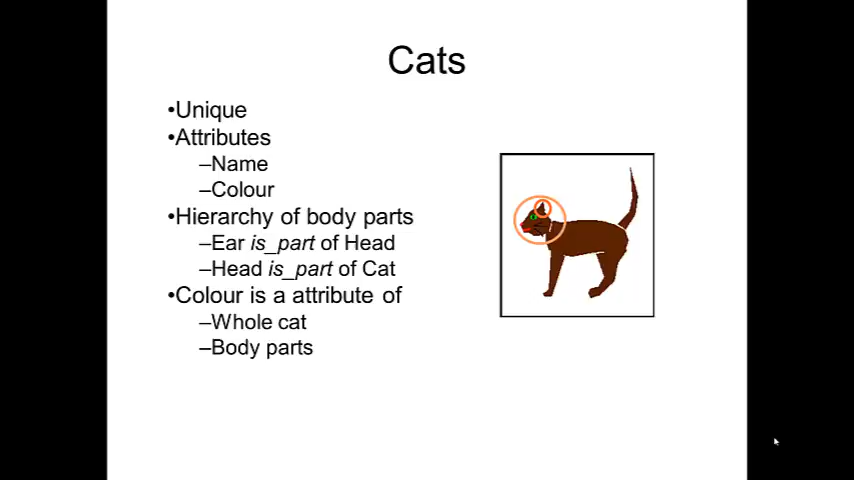 Cats
•Unique
•Attributes
–Name
–Colour
•Hierarchy of body parts
–Ear is_part of Head
–Head is_part of Cat
•Colour is a attribute of
–Whole cat
–Body parts